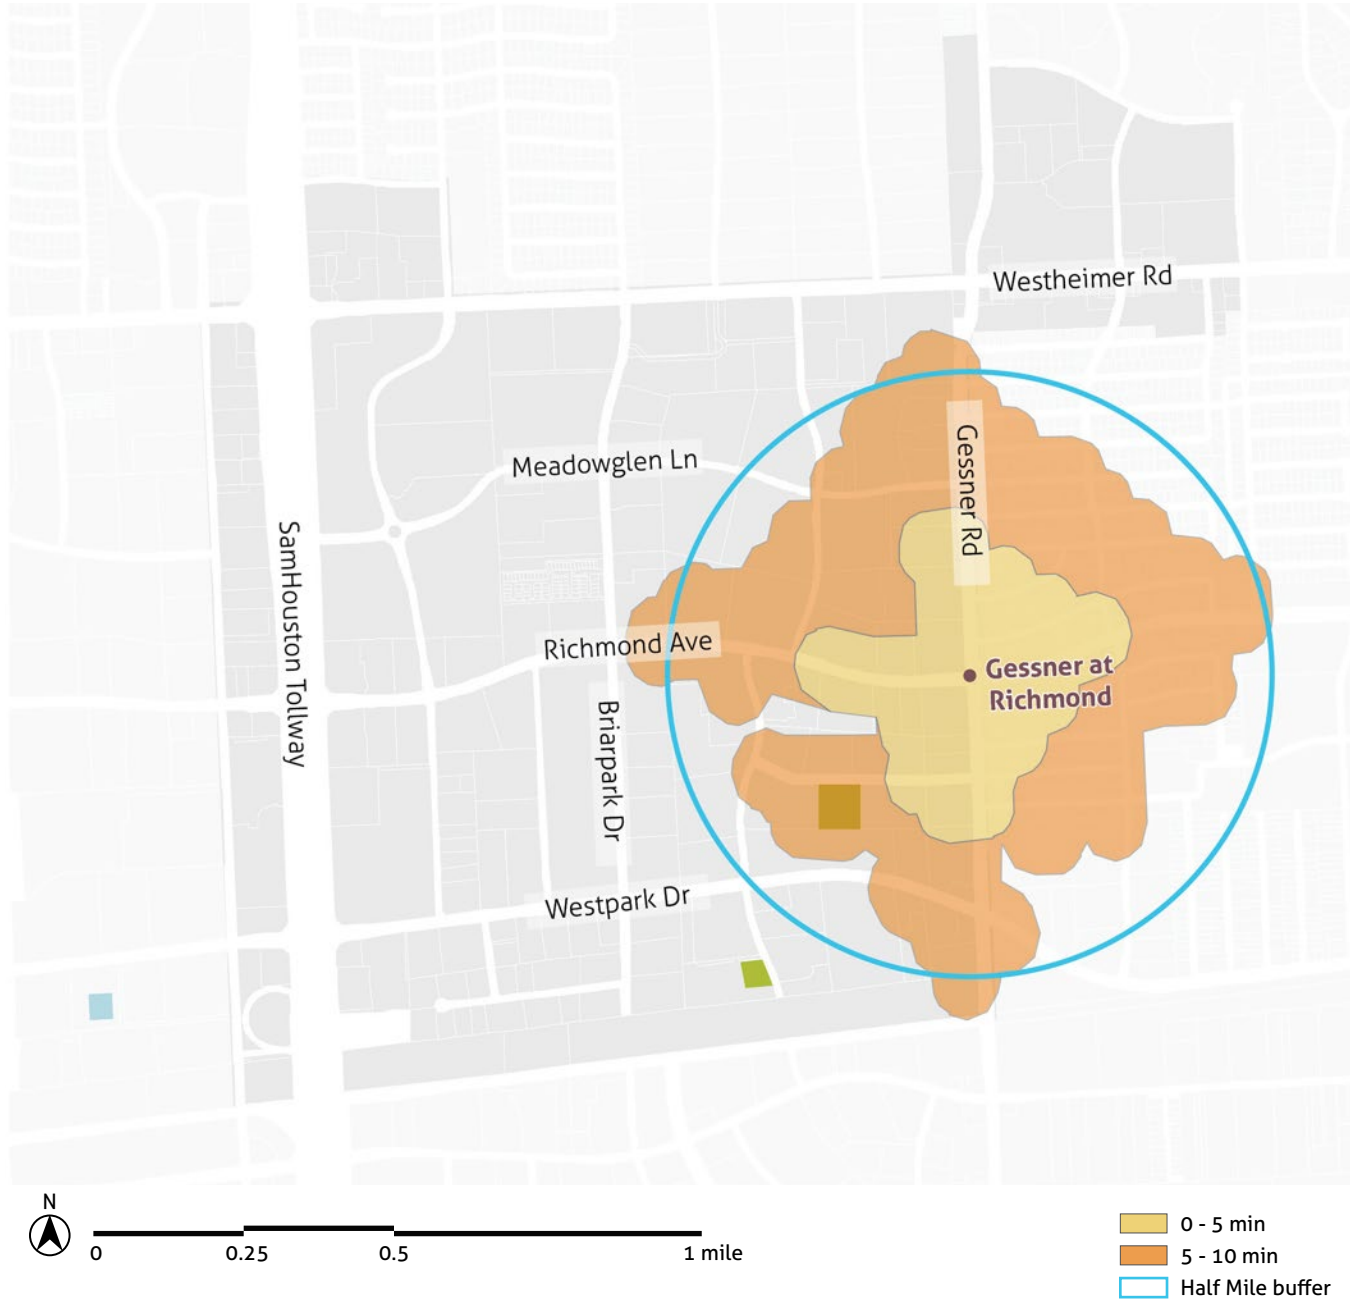 Westheimer Rd
Gessner Rd
Meadowglen Ln
SamHouston Tollway
Richmond Ave
Gessner at
Richmond
Briarpark Dr
Westpark Dr
N
0
0.25
0.5
1 mile
0 - 5 min
5 - 10 min
Half Mile buffer